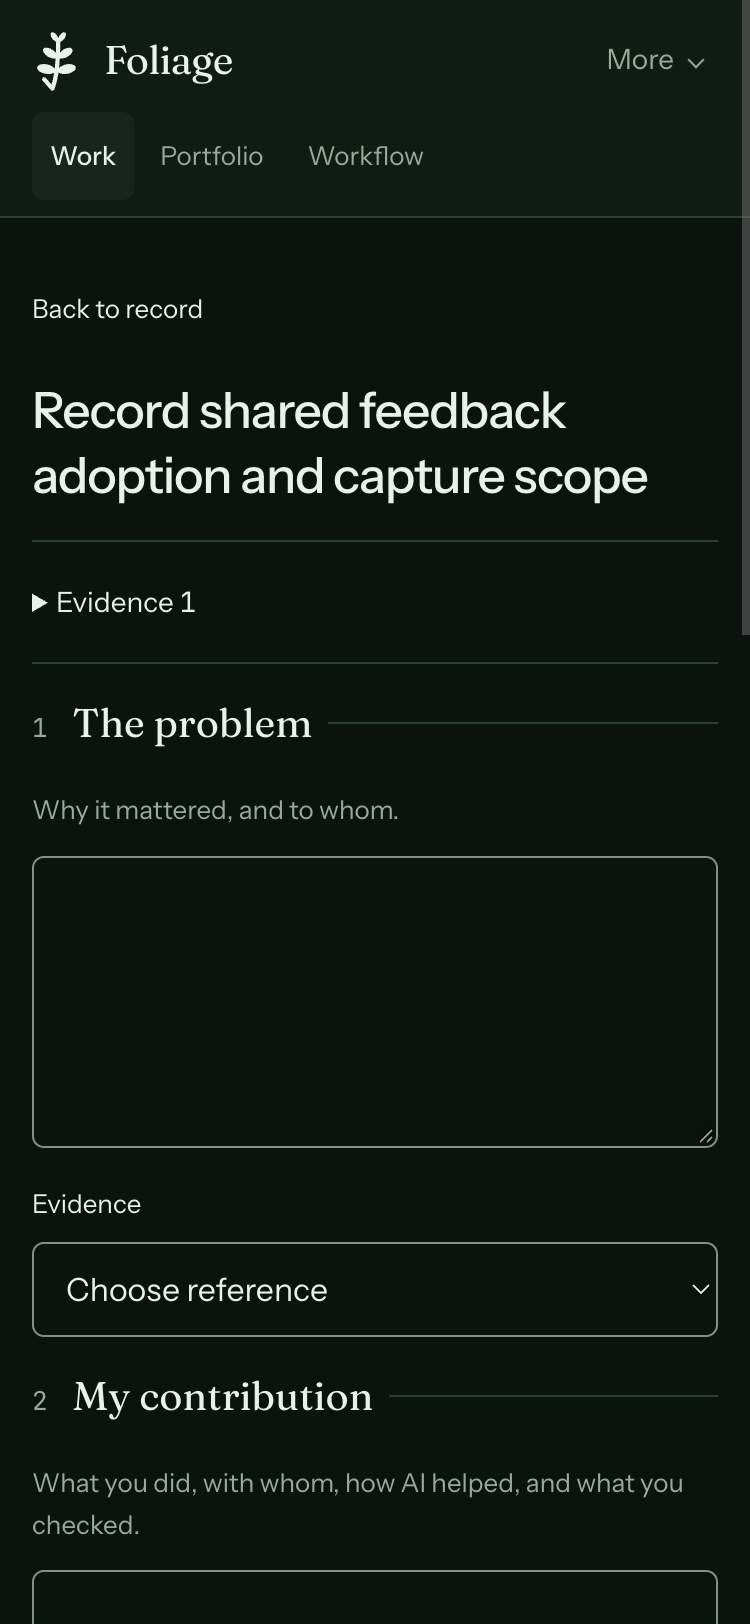 Foliage
More
Work
Portfolio
Workflow
Back to record
Record shared feedback
adoption and capture scope
Evidence 1
1 The problem
Why it mattered, and to whom.
Evidence
Choose reference
2 My contribution
What you did, with whom, how AI helped, and what you
checked.